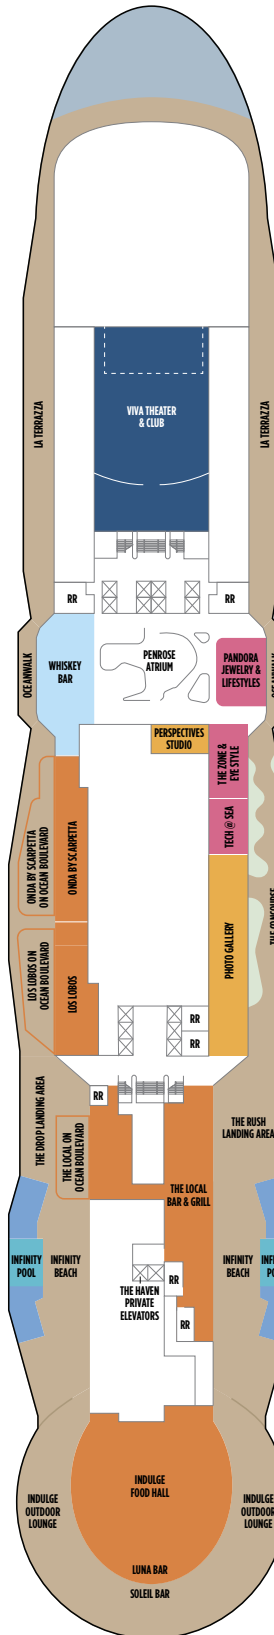 LA TERRAZZA
LA TERRAZZA
VIVA THEATER
& CLUB
RR
RR
OCEANWALK
WHISKEY
BAR
PENROSE
ATRIUM
PANDORA
JEWELRY &
LIFESTYLES
PERSPECTIVES
STUDIO
THE ZONE &
EYE STYLE
TECH @ SEA
ONDA BY SCARPETTA
ON OCEAN BOULEVARD
ONDA BY SCARPETTA
PHOTO GALLERY
LOS LOBOS ON
OCEAN BOULEVARD
LOS LOBOS
RR
RR
THE DROP LANDING AREA
RR
THE LOCAL ON
OCEAN BOULEVARD
THE RUSH
LANDING AREA
THE LOCAL
BAR & GRILL
INFINITY
POOL
INFINITY
BEACH
THE HAVEN
PRIVATE
ELEVATORS
RR
RR
INFINITY
BEACH
INDULGE
FOOD HALL
INDULGE
OUTDOOR
LOUNGE
INDULGE
OUTDOOR
LOUNGE
LUNA BAR
SOLEIL BAR